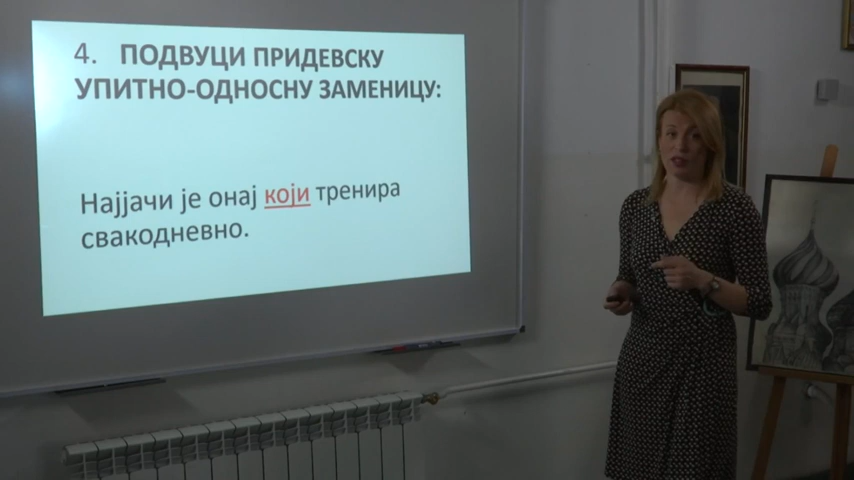 4. ПОДВУЦИ ПРИДЕВСКУ
УПИТНО-ОДНОСНУ ЗАМЕНИЦУ:
Најјачи је онај који тренира
свакодневно.